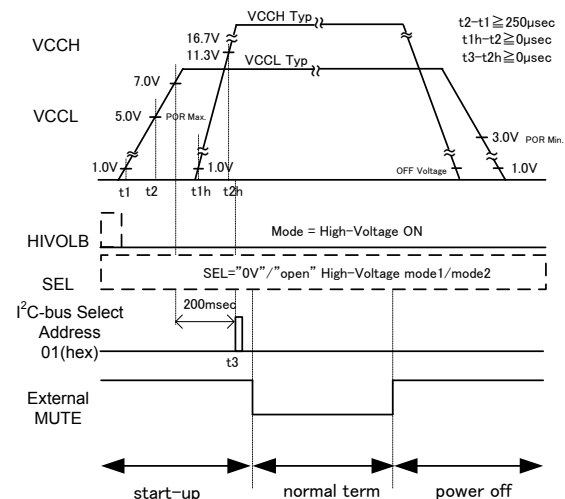 VCCH Typ
t2-t1≧250μsec
t1h-t2≧0μsec
t3-t2h≧0μsec
VCCH
16.7V
11.3V
VCCL Typ
7.0V
VCCL
5.0V POR Max.
3.0V POR Min.
1.0V
1.0V
OFF Voltage
1.0V
t1 t2 t1h t2h
HIVOLB
Mode = High-Voltage ON
SEL
SEL="0V"/"open" High-Voltage mode1/mode2
I²C-bus Select
Address
01(hex)
200msec
t3
External
MUTE
start-up normal term power off